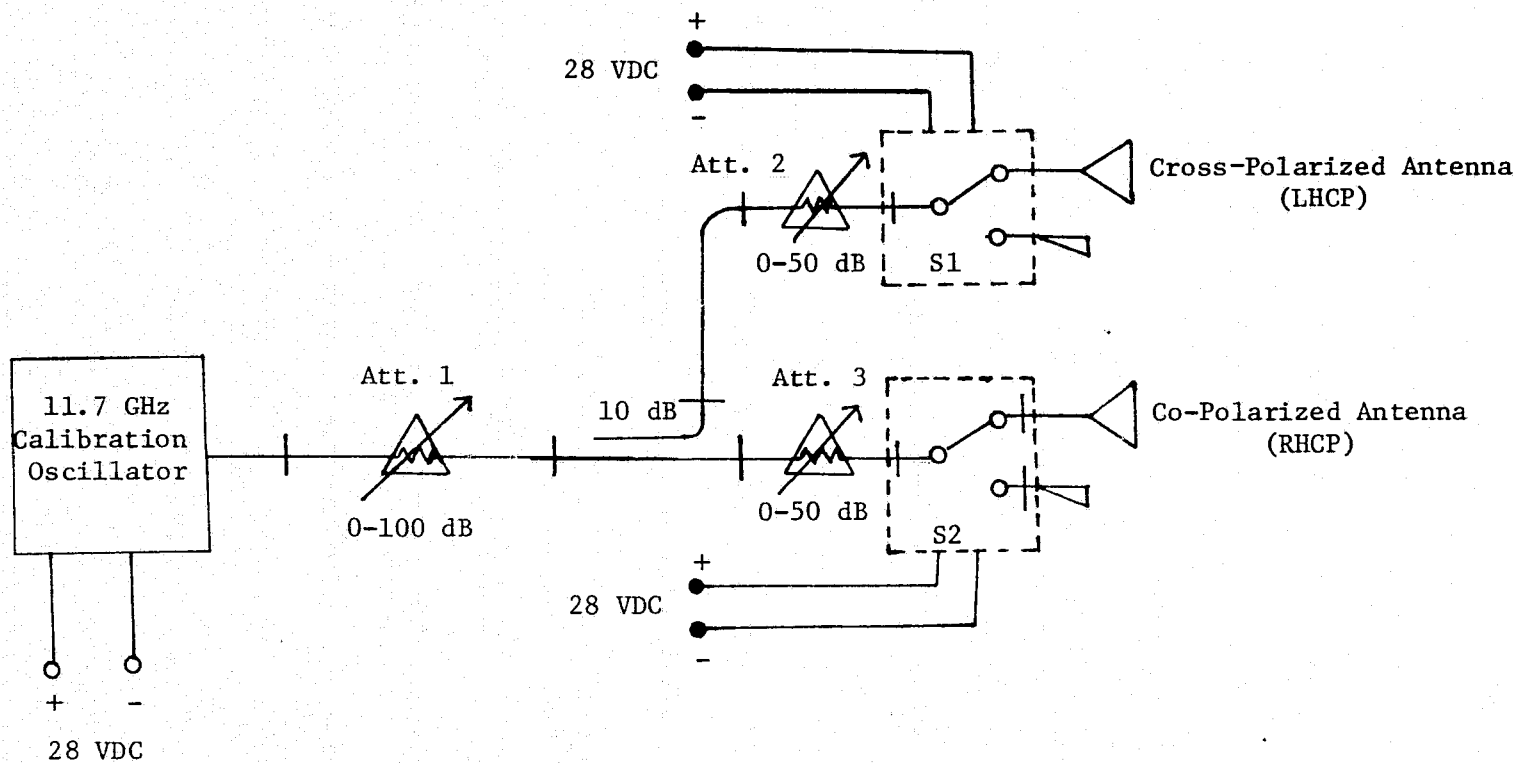 +
28 VDC
-
Att. 2
Cross-Polarized Antenna
(LHCP)
0-50 dB
S1
Att. 1
Att. 3
10 dB
11.7 GHz
Calibration
Oscillator
Co-Polarized Antenna
(RHCP)
0-100 dB
0-50 dB
S2
+
28 VDC
-
+ -
28 VDC